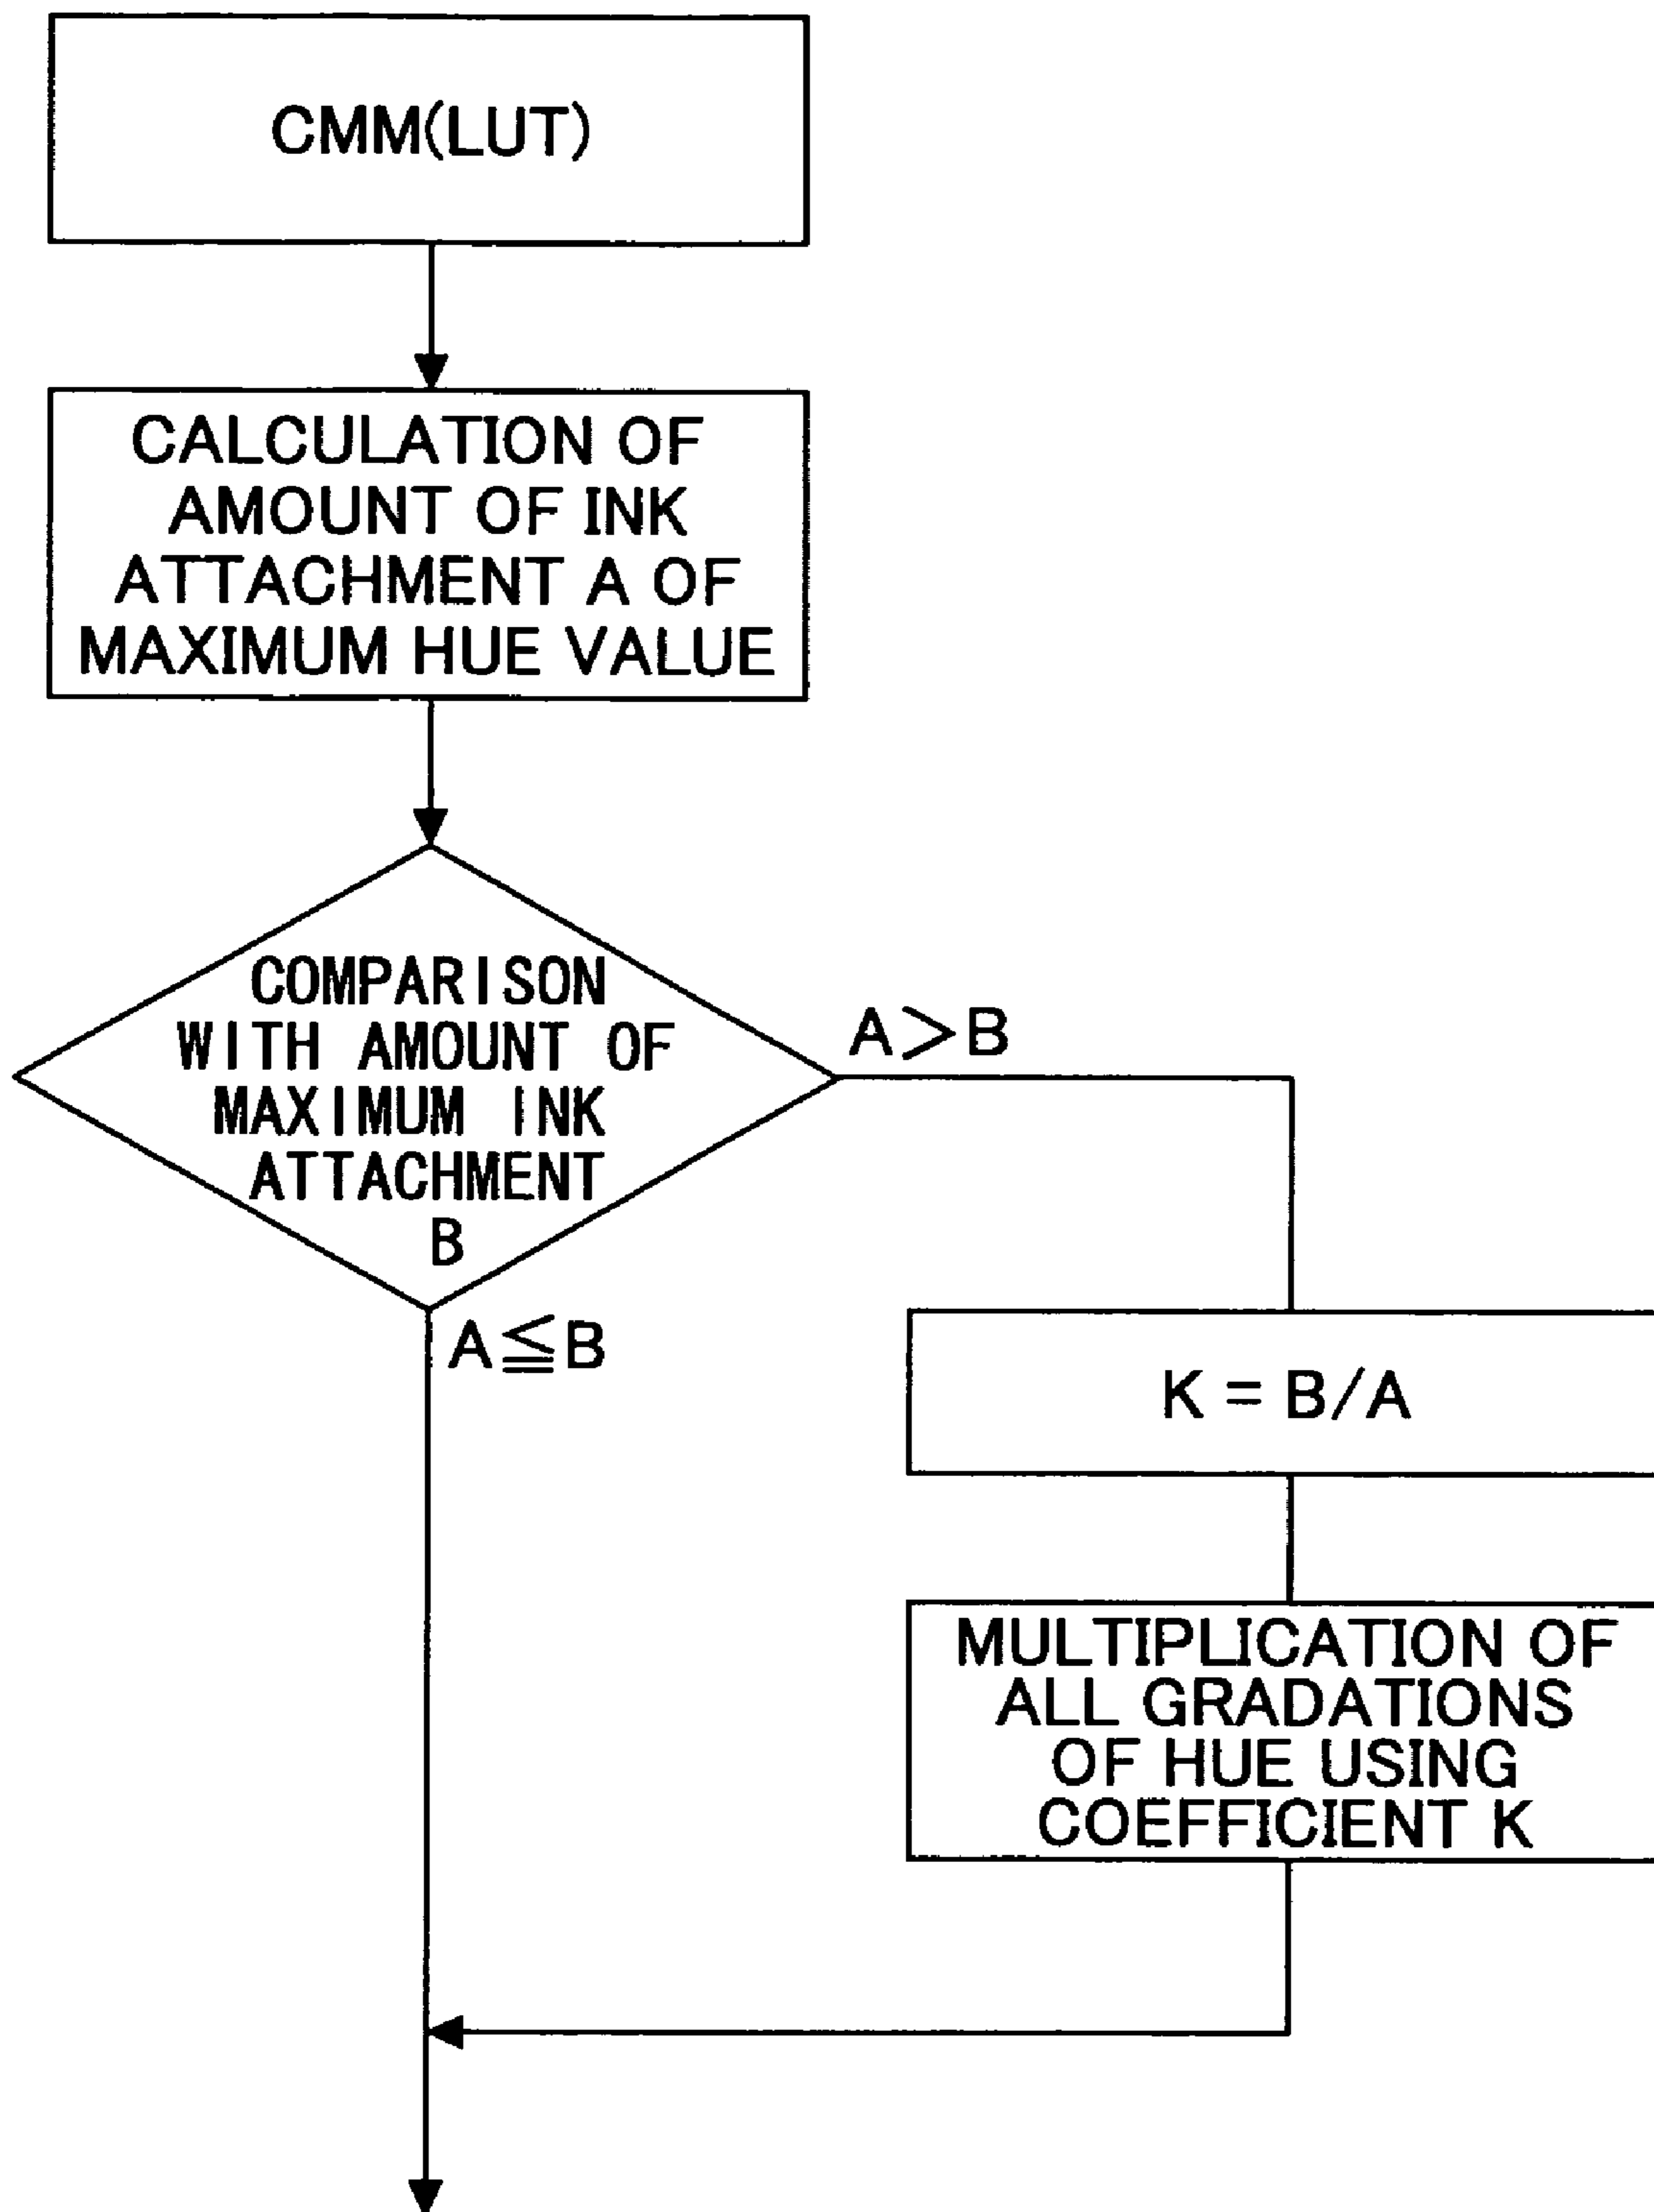 CMM(LUT)
CALCULATION OF
AMOUNT OF INK
ATTACHMENT A OF
MAXIMUM HUE VALUE
COMPARISON
WITH AMOUNT OF
MAXIMUM INK
ATTACHMENT
B
A>B
A≦B
K = B/A
MULTIPLICATION OF
ALL GRADATIONS
OF HUE USING
COEFFICIENT K